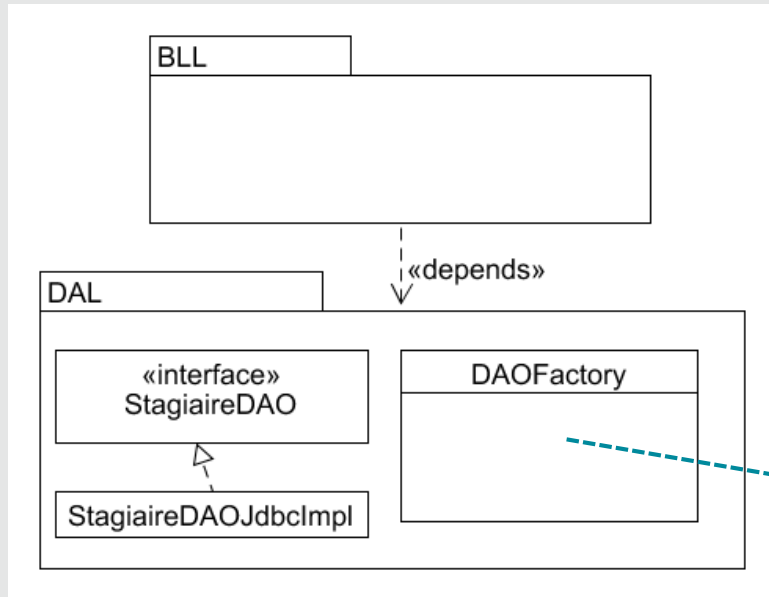 BLL
«depends»
DAL
«interface»
StagiaireDAO
DAOFactory
StagiaireDAOJdbcImpl